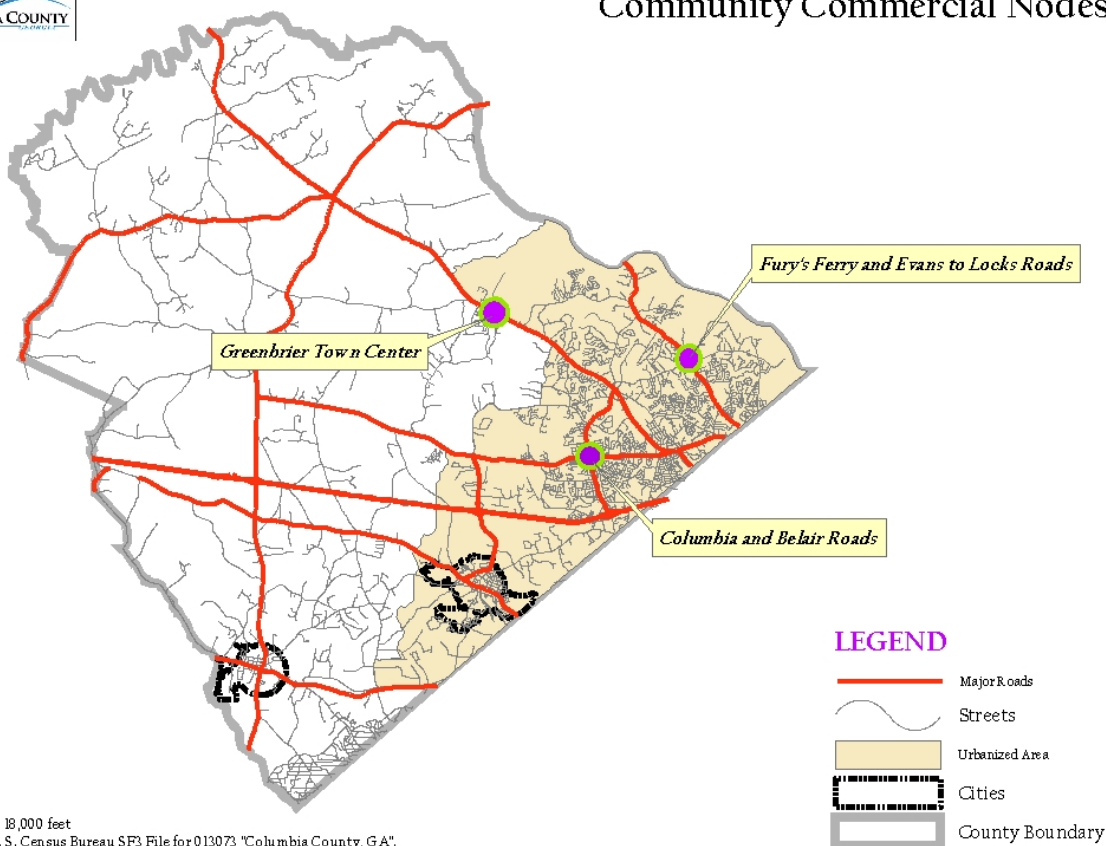 A COUNTY
GEORGIA
Community Commercial Nodes
Fury's Ferry and Evans to Locks Roads
Greenbrier Town Center
Columbia and Belair Roads
LEGEND
Major Roads
Streets
Urbanized Area
Cities
County Boundary
18,000 feet
. S. Census Bureau SF3 File for 013073 "Columbia County, GA".